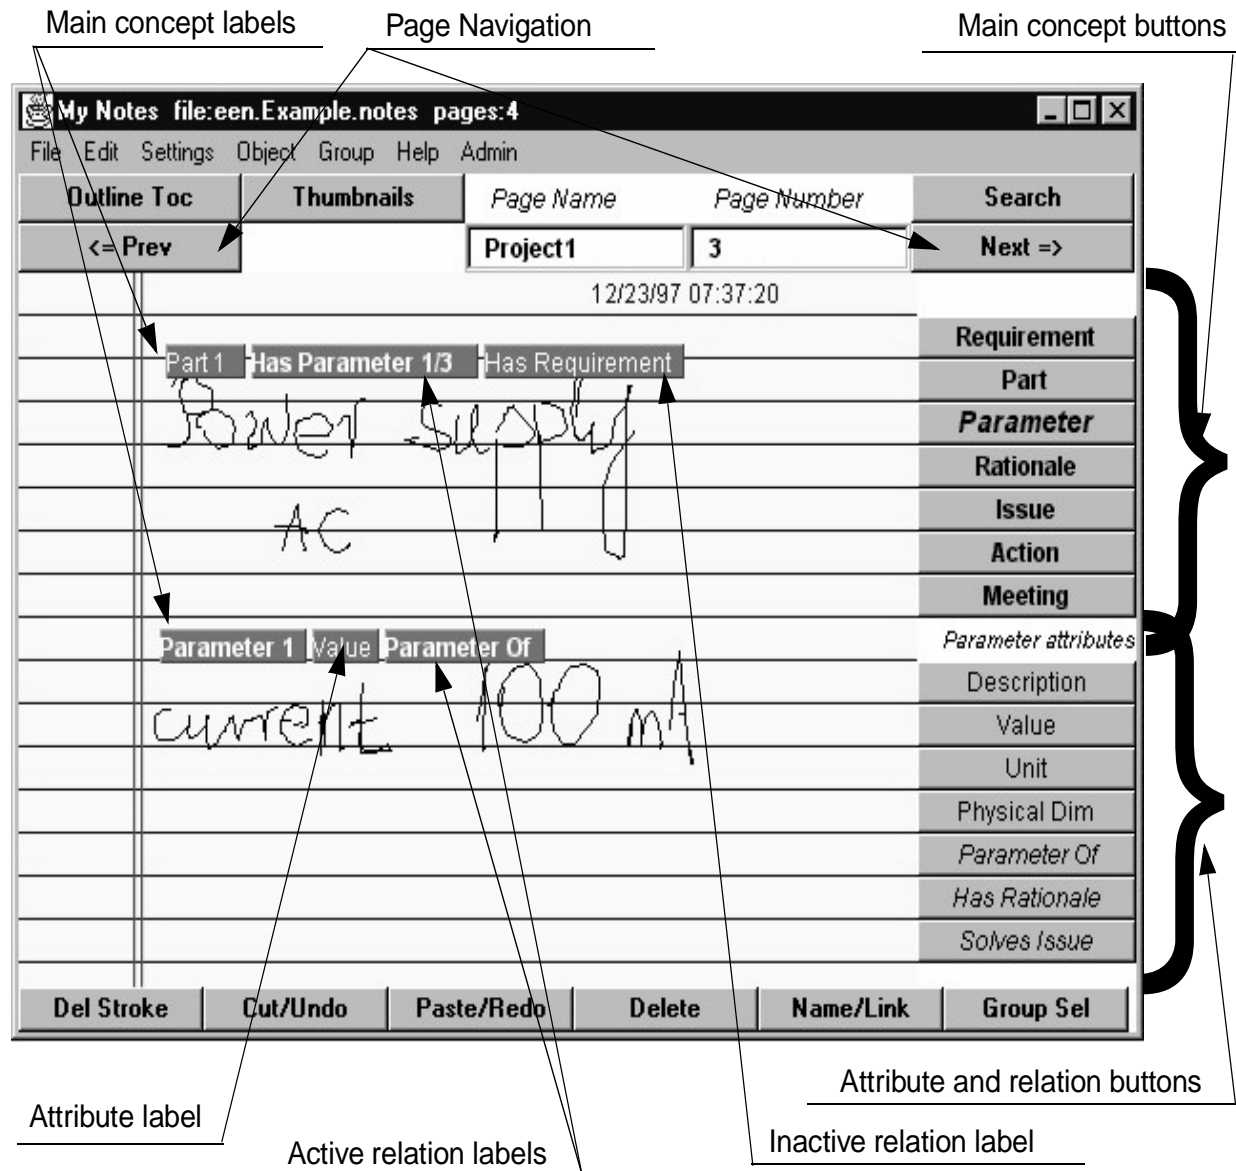 Main concept labels Page Navigation Main concept buttons
My Notes file:een.Example.notes pages:4
File Edit Settings Object Group Help Admin
Outline Toc Thumbnails Page Name Page Number Search
<= Prev Project1 3 Next =>
12/23/97 07:37:20
Requirement
Part 1 Has Parameter 1/3 Has Requirement
Part
Power Supply
Parameter
Rationale
AC
Issue
Action
Meeting
Parameter 1 Value Parameter Of
Parameter attributes
Description
current 100 mA
Value
Unit
Physical Dim
Parameter Of
Has Rationale
Solves Issue
Del Stroke Cut/Undo Paste/Redo Delete Name/Link Group Sel
Attribute and relation buttons
Attribute label
Active relation labels
Inactive relation label